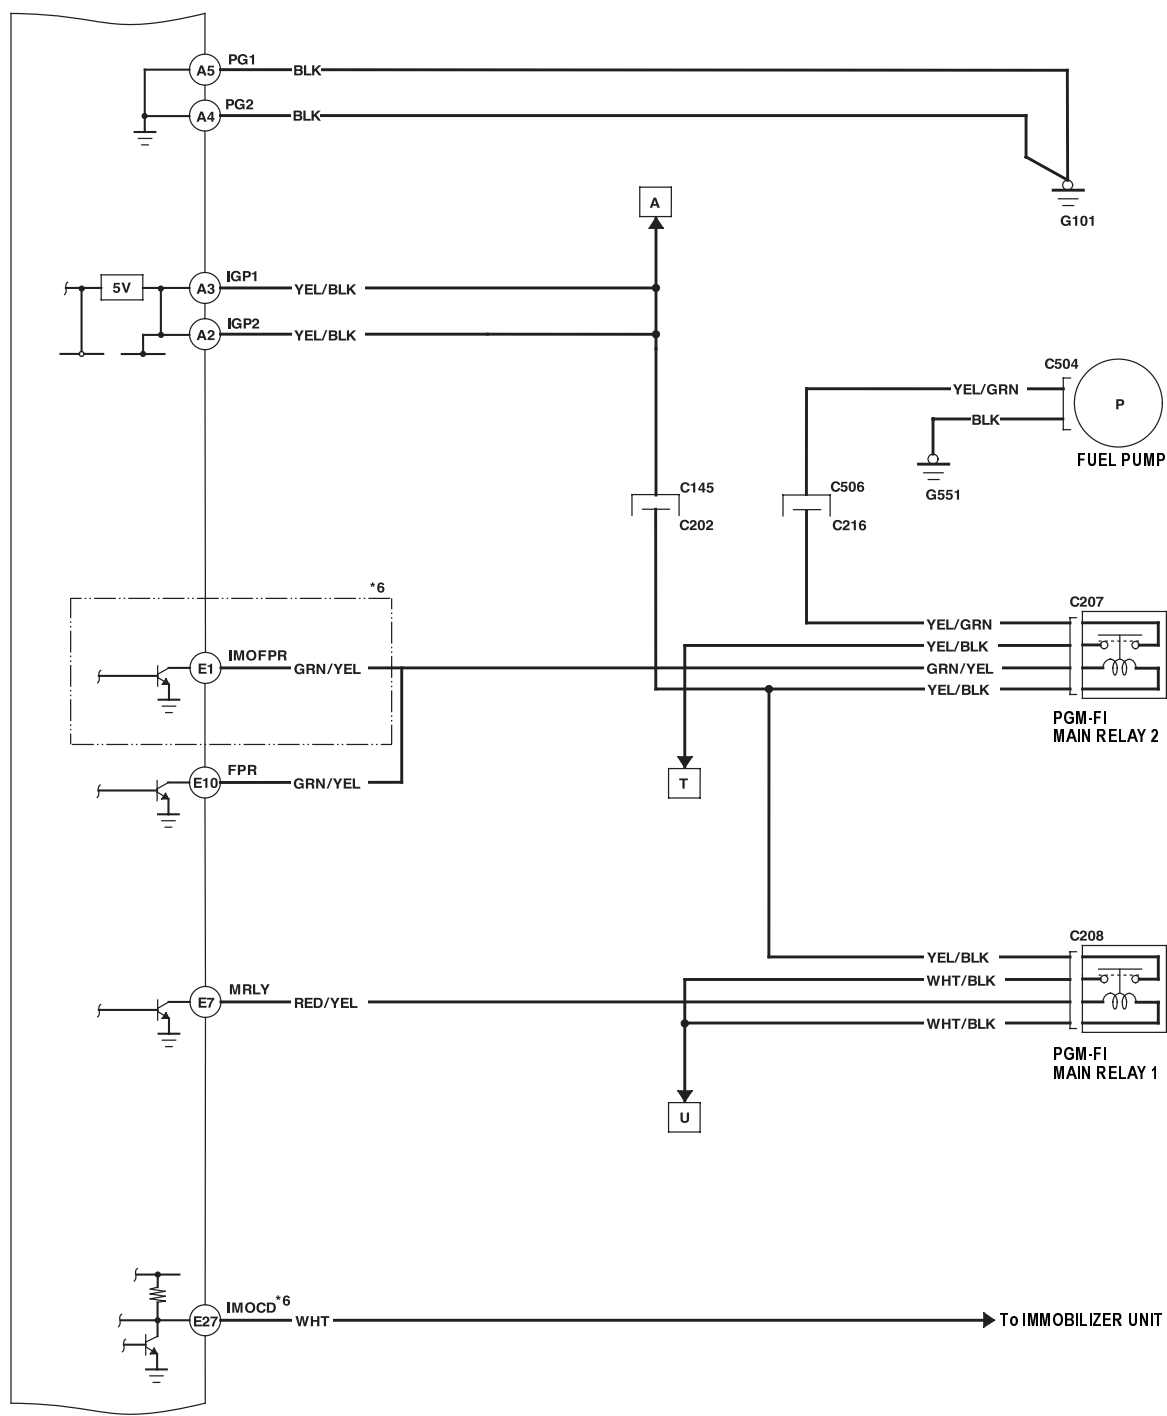 PG1
A5
BLK
PG2
A4
BLK
G101
A
IGP1
5V
A3
YEL/BLK
IGP2
A2
YEL/BLK
C504
YEL/GRN
P
BLK
FUEL PUMP
G551
C145
C506
C202
C216
*6
C207
YEL/GRN
YEL/BLK
IMOFPR
E1
GRN/YEL
GRN/YEL
YEL/BLK
PGM-FI
MAIN RELAY 2
FPR
E10
GRN/YEL
T
C208
YEL/BLK
WHT/BLK
MRLY
E7
RED/YEL
WHT/BLK
PGM-FI
MAIN RELAY 1
U
IMOCD*6
E27
WHT
To IMMOBILIZER UNIT